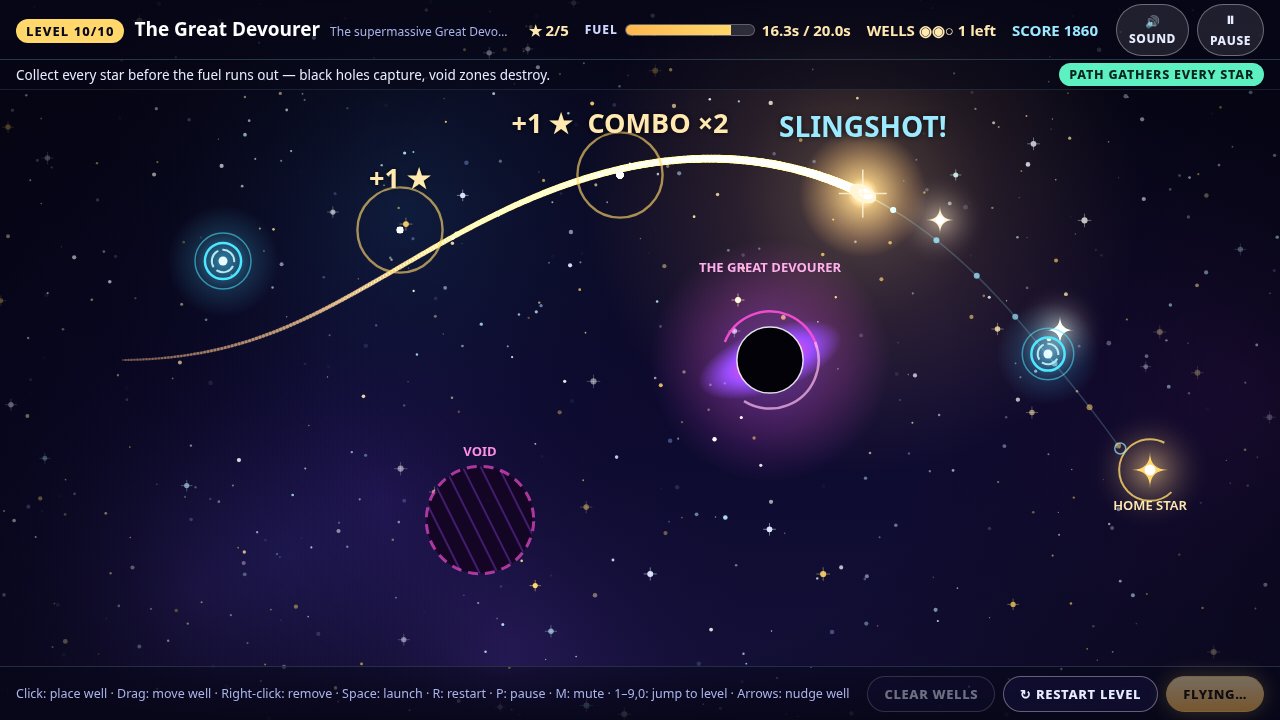 LEVEL 10/10 The Great Devourer The supermassive Great Devo... ★ 2/5 FUEL 16.3s / 20.0s WELLS ◉◉○ 1 left SCORE 1860 🔊 SOUND ⏸ PAUSE
Collect every star before the fuel runs out — black holes capture, void zones destroy. PATH GATHERS EVERY STAR
+1 ★ COMBO ×2 SLINGSHOT!
+1 ★
THE GREAT DEVOURER
VOID
HOME STAR
Click: place well · Drag: move well · Right-click: remove · Space: launch · R: restart · P: pause · M: mute · 1–9,0: jump to level · Arrows: nudge well CLEAR WELLS ↻ RESTART LEVEL FLYING...